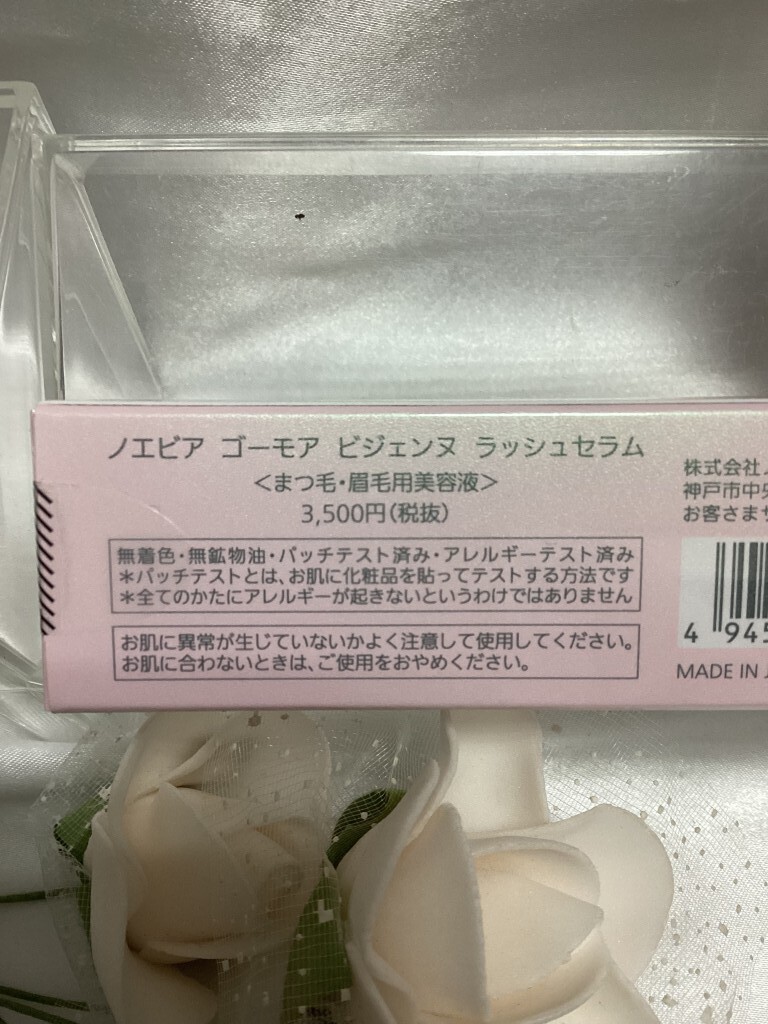 ノエビア ゴーモア ビジェンヌ ラッシュセラム
<まつ毛・眉毛用美容液>
3,500円(税抜)
無着色・無鉱物油・パッチテスト済み・アレルギーテスト済み
＊パッチテストとは、お肌に化粧品を貼ってテストする方法です
＊全てのかたにアレルギーが起きないというわけではありません
お肌に異常が生じていないかよく注意して使用してください。
お肌に合わないときは、ご使用をおやめください。
株式会社
神戸市中央
お客さま
4 945
MADE IN